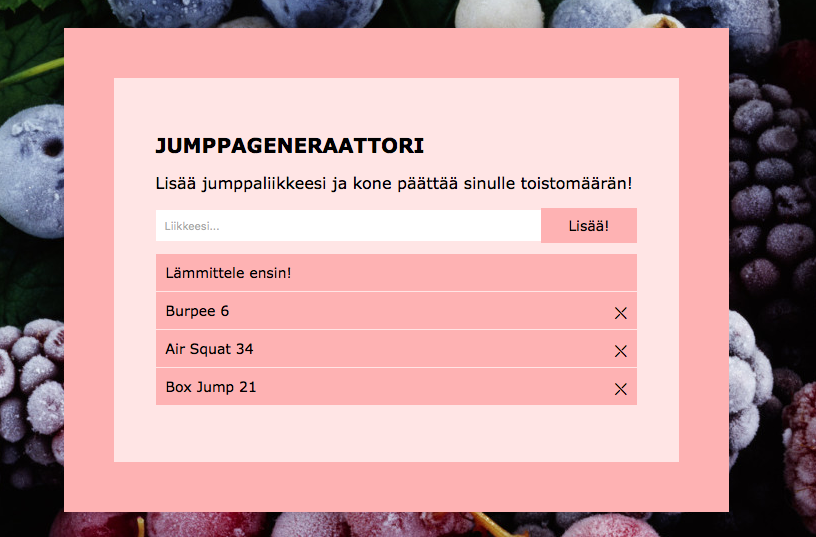 JUMPPAGENERAATTORI
Lisää jumppaliikkeesi ja kone päättää sinulle toistomäärän!
Liikkeesi... Lisää!
Lämmittele ensin!
Burpee 6
Air Squat 34
Box Jump 21